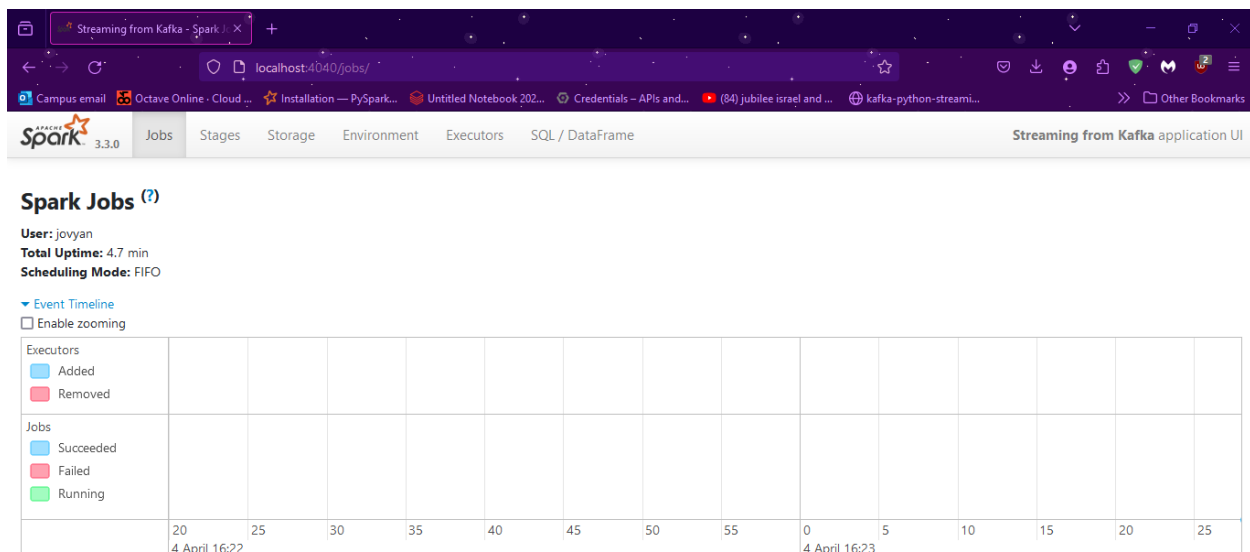 Streaming from Kafka - Spark Jo
localhost:4040/jobs/
2
Campus email Octave Online · Cloud ... Installation — PySpark... Untitled Notebook 202... Credentials – APIs and... (84) jubilee israel and ... kafka-python-streami... Other Bookmarks
APACHE Spark 3.3.0 Jobs Stages Storage Environment Executors SQL / DataFrame Streaming from Kafka application UI
Spark Jobs (?)
User: jovyan
Total Uptime: 4.7 min
Scheduling Mode: FIFO
Event Timeline
Enable zooming
Executors
Added
Removed
Jobs
Succeeded
Failed
Running
20 25 30 35 40 45 50 55 0 5 10 15 20 25
4 April 16:22 4 April 16:23